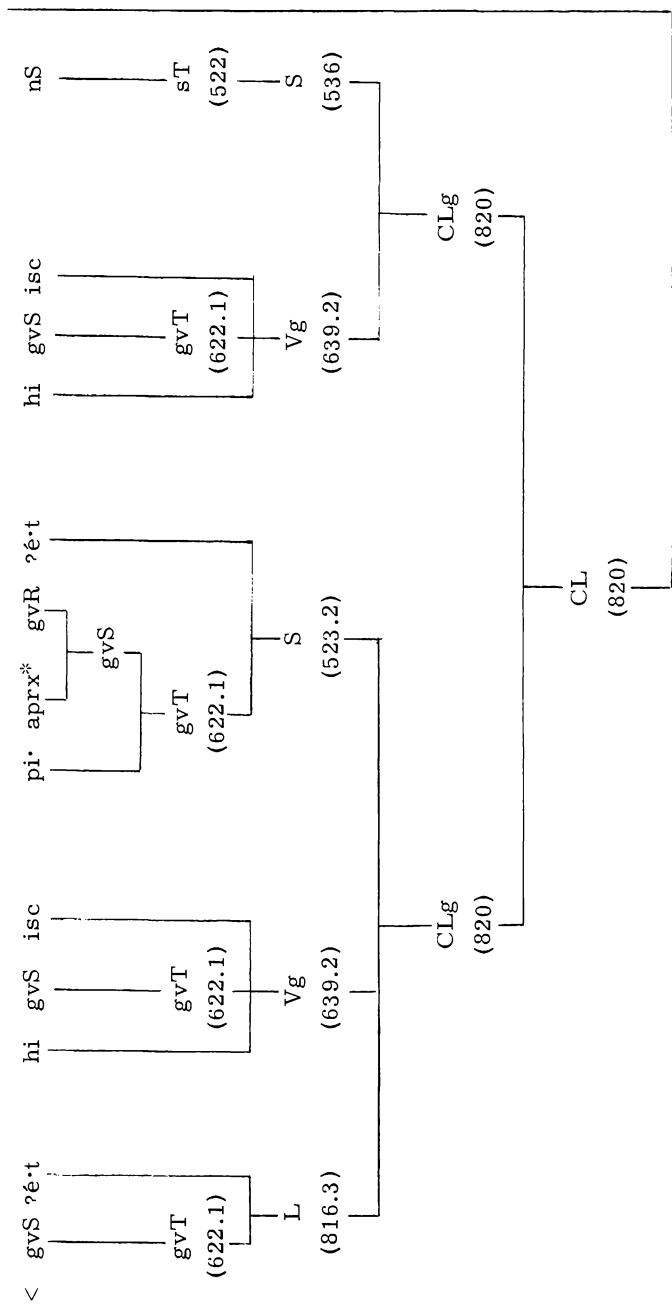 < gvS ?é·t hi gvS isc pi· aprx* gvR ?é·t hi gvS isc nS
gvS
gvT gvT gvT gvT sT
(622.1) (622.1) (622.1) (622.1) (522)
L Vg S Vg S
(816.3) (639.2) (523.2) (639.2) (536)
CLg CLg
(820) (820)
CL
(820)